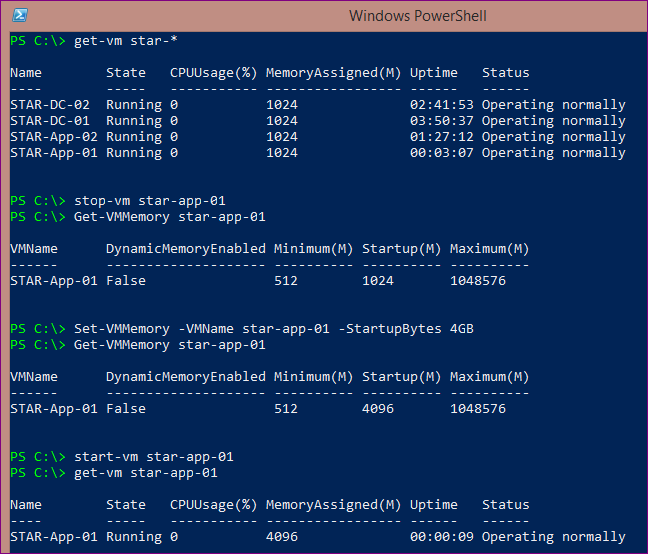 Windows PowerShell
PS C:\> get-vm star-*
Name        State   CPUUsage(%) MemoryAssigned(M) Uptime   Status
----        -----   ----------- ----------------- ------   ------
STAR-DC-02  Running 0           1024              02:41:53 Operating normally
STAR-DC-01  Running 0           1024              03:50:37 Operating normally
STAR-App-02 Running 0           1024              01:27:12 Operating normally
STAR-App-01 Running 0           1024              00:03:07 Operating normally
PS C:\> stop-vm star-app-01
PS C:\> Get-VMMemory star-app-01
VMName      DynamicMemoryEnabled Minimum(M) Startup(M) Maximum(M)
------      -------------------- ---------- ---------- ----------
STAR-App-01 False                512        1024       1048576
PS C:\> Set-VMMemory -VMName star-app-01 -StartupBytes 4GB
PS C:\> Get-VMMemory star-app-01
VMName      DynamicMemoryEnabled Minimum(M) Startup(M) Maximum(M)
------      -------------------- ---------- ---------- ----------
STAR-App-01 False                512        4096       1048576
PS C:\> start-vm star-app-01
PS C:\> get-vm star-app-01
Name        State   CPUUsage(%) MemoryAssigned(M) Uptime   Status
----        -----   ----------- ----------------- ------   ------
STAR-App-01 Running 0           4096              00:00:09 Operating normally